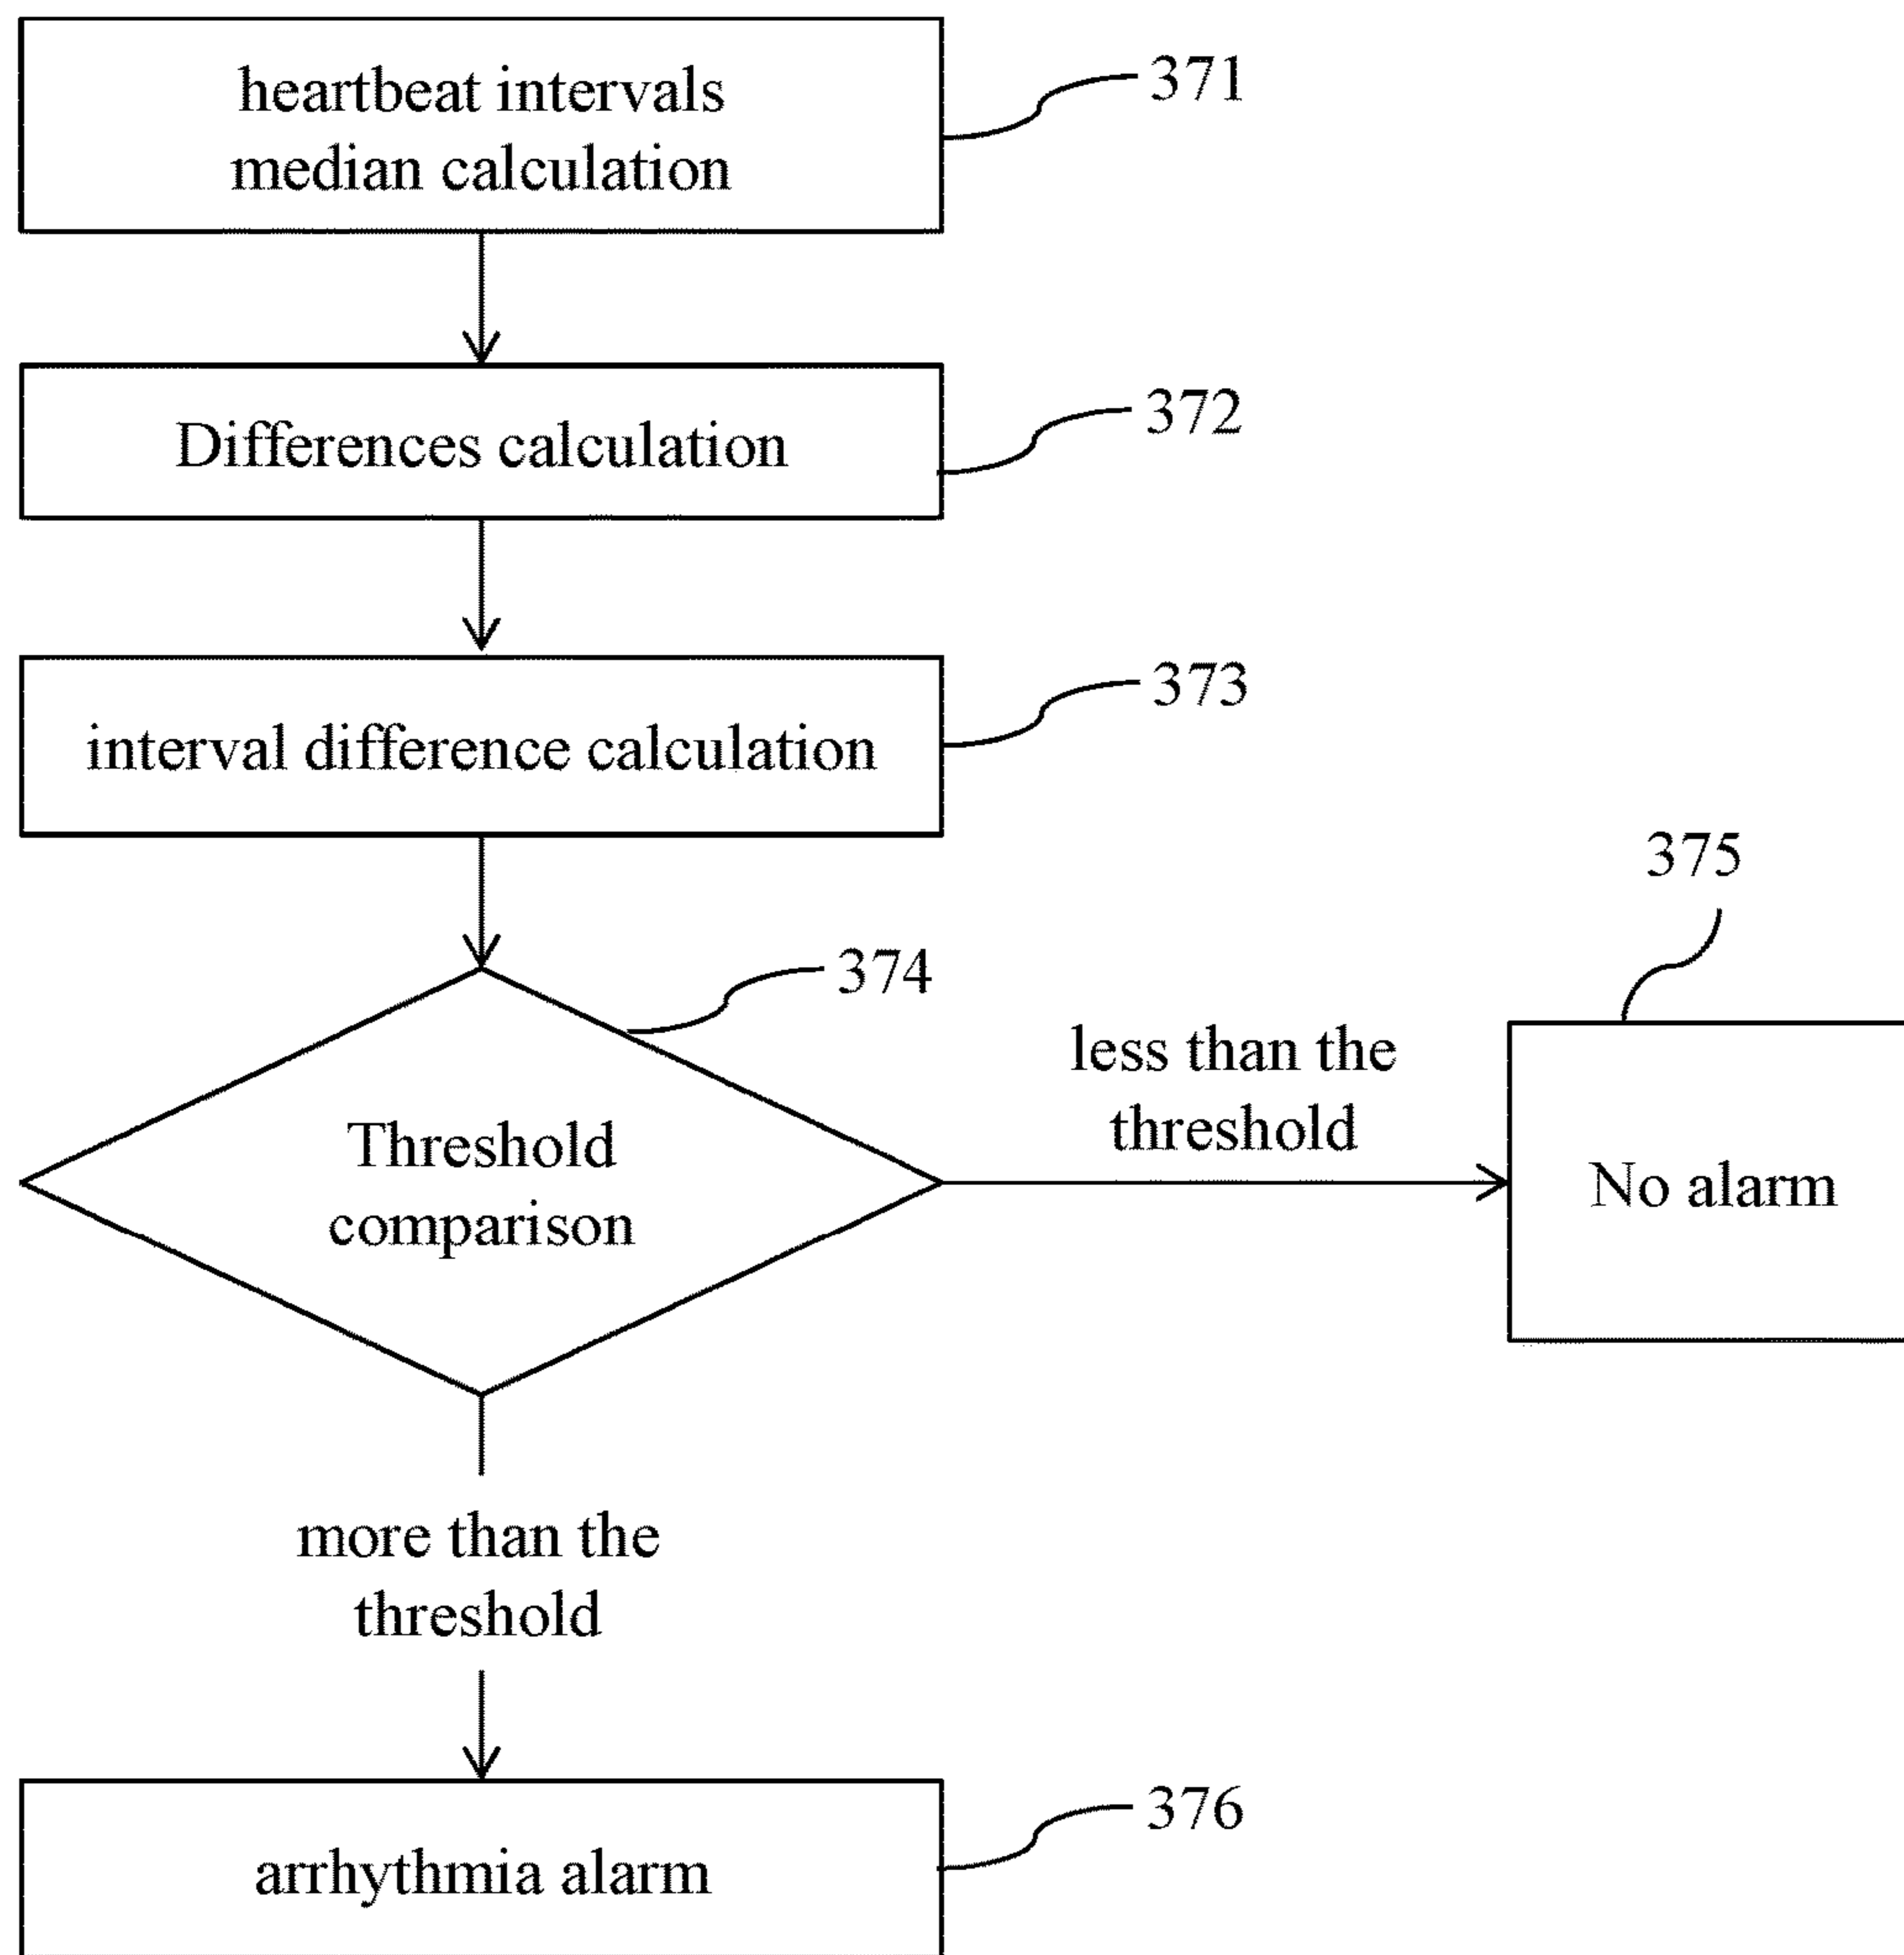 heartbeat intervals
median calculation
371
Differences calculation
372
interval difference calculation
373
374
Threshold
comparison
less than the
threshold
375
No alarm
more than the
threshold
arrhythmia alarm
376